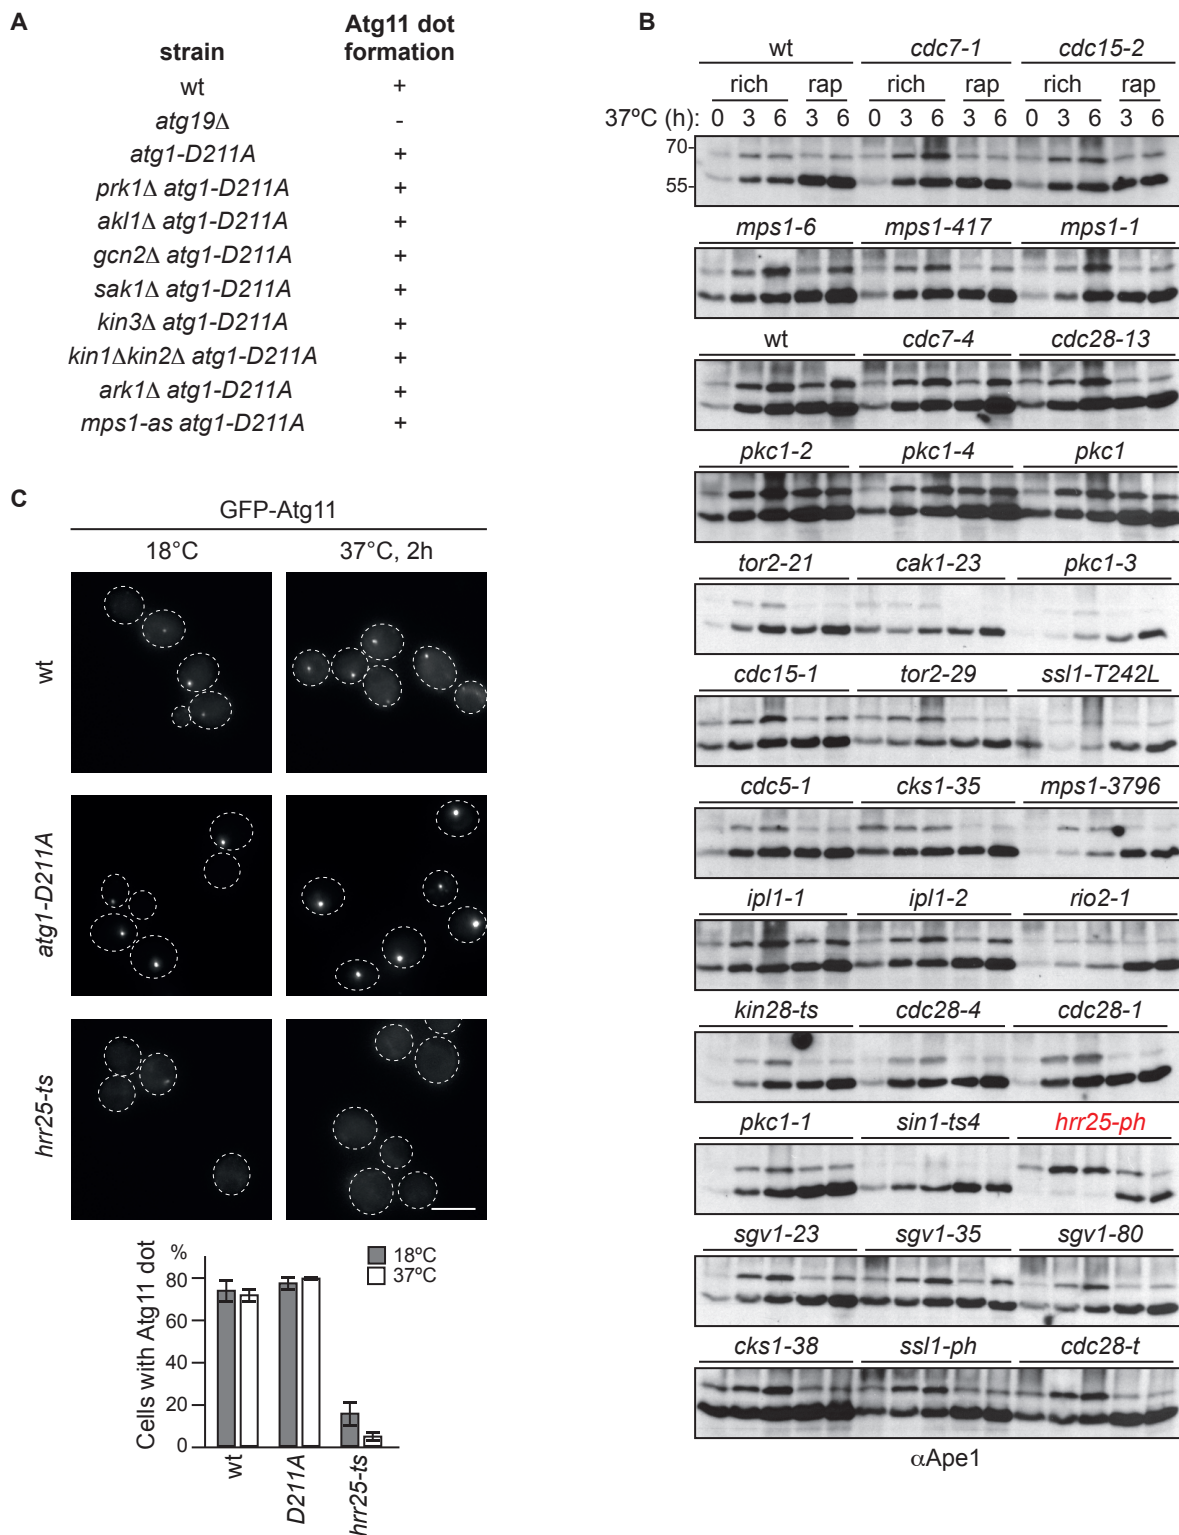 A
strain Atg11 dot formation
wt +
atg19Δ -
atg1-D211A +
prk1Δ atg1-D211A +
akl1Δ atg1-D211A +
gcn2Δ atg1-D211A +
sak1Δ atg1-D211A +
kin3Δ atg1-D211A +
kin1Δkin2Δ atg1-D211A +
ark1Δ atg1-D211A +
mps1-as atg1-D211A +
B
wt cdc7-1 cdc15-2
rich rap rich rap rich rap
37ºC (h): 0 3 6 3 6 0 3 6 3 6 0 3 6 3 6
70-
55-
mps1-6 mps1-417 mps1-1
wt cdc7-4 cdc28-13
pkc1-2 pkc1-4 pkc1
tor2-21 cak1-23 pkc1-3
cdc15-1 tor2-29 ssl1-T242L
cdc5-1 cks1-35 mps1-3796
ipl1-1 ipl1-2 rio2-1
kin28-ts cdc28-4 cdc28-1
pkc1-1 sin1-ts4 hrr25-ph
sgv1-23 sgv1-35 sgv1-80
cks1-38 ssl1-ph cdc28-t
αApe1
C
GFP-Atg11
18°C 37°C, 2h
wt
atg1-D211A
hrr25-ts
%
18ºC
37ºC
Cells with Atg11 dot
80
60
40
20
0
wt D211A hrr25-ts